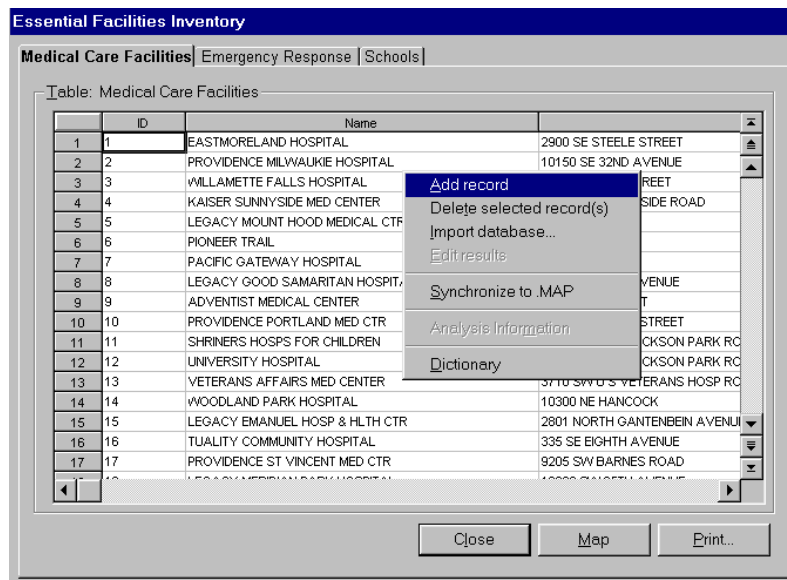 Essential Facilities Inventory
Medical Care Facilities Emergency Response Schools
Table: Medical Care Facilities
ID Name
1 1 EASTMORELAND HOSPITAL 2900 SE STEELE STREET
2 2 PROVIDENCE MILWAUKIE HOSPITAL 10150 SE 32ND AVENUE
3 3 WILLAMETTE FALLS HOSPITAL REET
4 4 KAISER SUNNYSIDE MED CENTER SIDE ROAD
5 5 LEGACY MOUNT HOOD MEDICAL CTR
6 6 PIONEER TRAIL
7 7 PACIFIC GATEWAY HOSPITAL
8 8 LEGACY GOOD SAMARITAN HOSPIT VENUE
9 9 ADVENTIST MEDICAL CENTER T
10 10 PROVIDENCE PORTLAND MED CTR STREET
11 11 SHRINERS HOSPS FOR CHILDREN CKSON PARK RO
12 12 UNIVERSITY HOSPITAL CKSON PARK RO
13 13 VETERANS AFFAIRS MED CENTER 3710 SW U S VETERANS HOSP RO
14 14 WOODLAND PARK HOSPITAL 10300 NE HANCOCK
15 15 LEGACY EMANUEL HOSP & HLTH CTR 2801 NORTH GANTENBEIN AVENU
16 16 TUALITY COMMUNITY HOSPITAL 335 SE EIGHTH AVENUE
17 17 PROVIDENCE ST VINCENT MED CTR 9205 SW BARNES ROAD
Add record
Delete selected record(s)
Import database...
Edit results
Synchronize to .MAP
Analysis Information
Dictionary
Close Map Print...